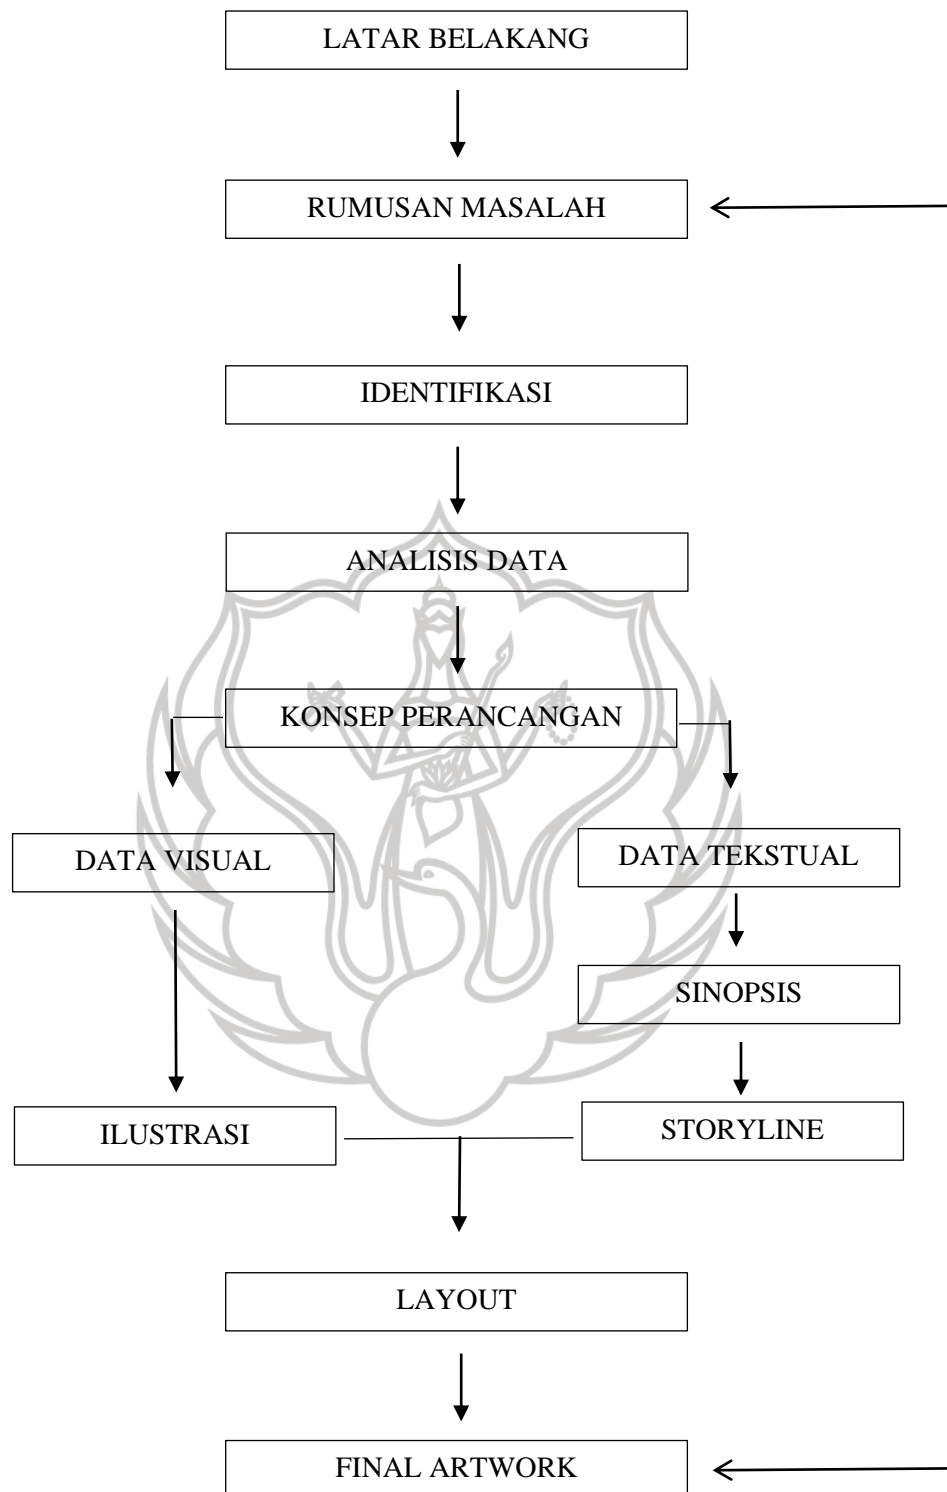 LATAR BELAKANG
RUMUSAN MASALAH
IDENTIFIKASI
ANALISIS DATA
KONSEP PERANCANGAN
DATA VISUAL
DATA TEKSTUAL
SINOPSIS
ILUSTRASI
STORYLINE
LAYOUT
FINAL ARTWORK